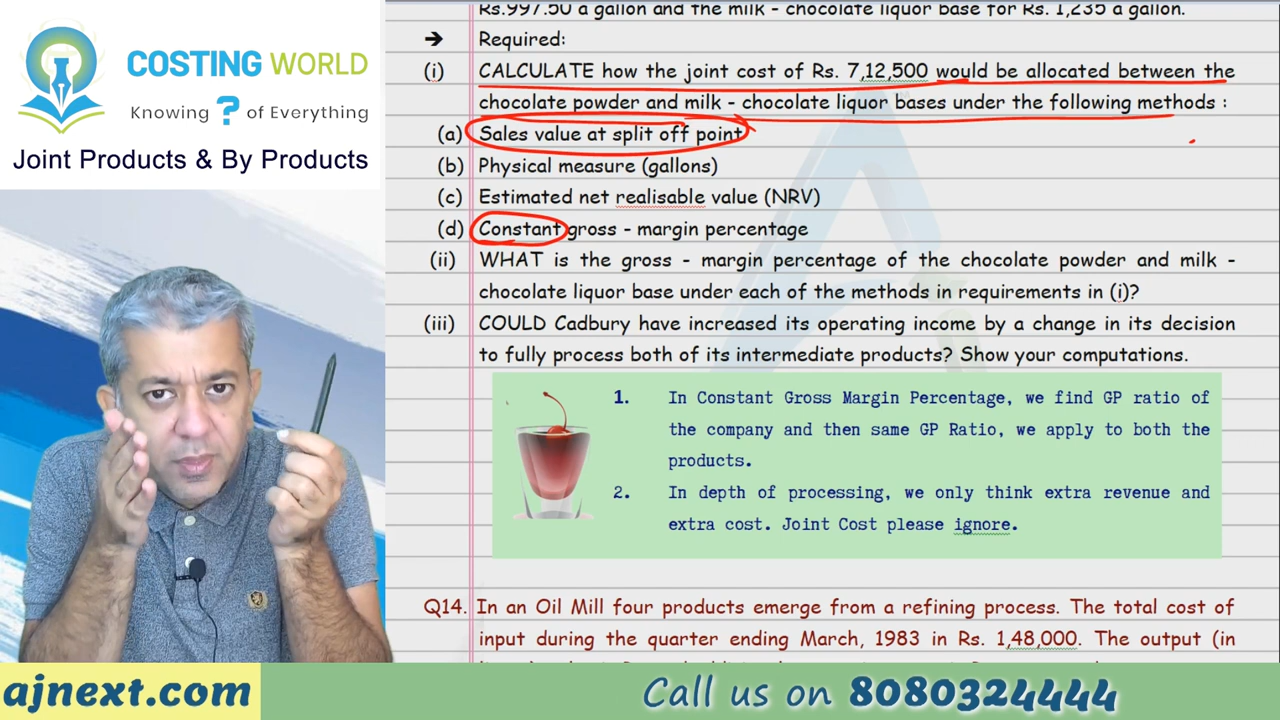 COSTING WORLD
Knowing ? of Everything
Joint Products & By Products
Rs.997.50 a gallon and the milk - chocolate liquor base for Rs. 1,235 a gallon.
➔ Required:
(i) CALCULATE how the joint cost of Rs. 7,12,500 would be allocated between the
chocolate powder and milk - chocolate liquor bases under the following methods :
(a) Sales value at split off point
(b) Physical measure (gallons)
(c) Estimated net realisable value (NRV)
(d) Constant gross - margin percentage
(ii) WHAT is the gross - margin percentage of the chocolate powder and milk -
chocolate liquor base under each of the methods in requirements in (i)?
(iii) COULD Cadbury have increased its operating income by a change in its decision
to fully process both of its intermediate products? Show your computations.
1. In Constant Gross Margin Percentage, we find GP ratio of
the company and then same GP Ratio, we apply to both the
products.
2. In depth of processing, we only think extra revenue and
extra cost. Joint Cost please ignore.
Q14. In an Oil Mill four products emerge from a refining process. The total cost of
input during the quarter ending March, 1983 in Rs. 1,48,000. The output (in
ajnext.com
Call us on 8080324444